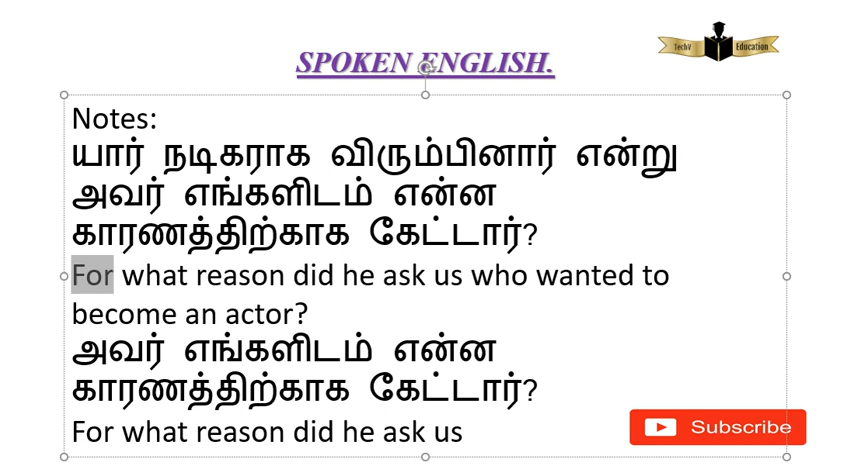 SPOKEN ENGLISH.
TechV Education
Notes:
யார் நடிகராக விரும்பினார் என்று
அவர் எங்களிடம் என்ன
காரணத்திற்காக கேட்டார்?
For what reason did he ask us who wanted to
become an actor?
அவர் எங்களிடம் என்ன
காரணத்திற்காக கேட்டார்?
For what reason did he ask us
Subscribe